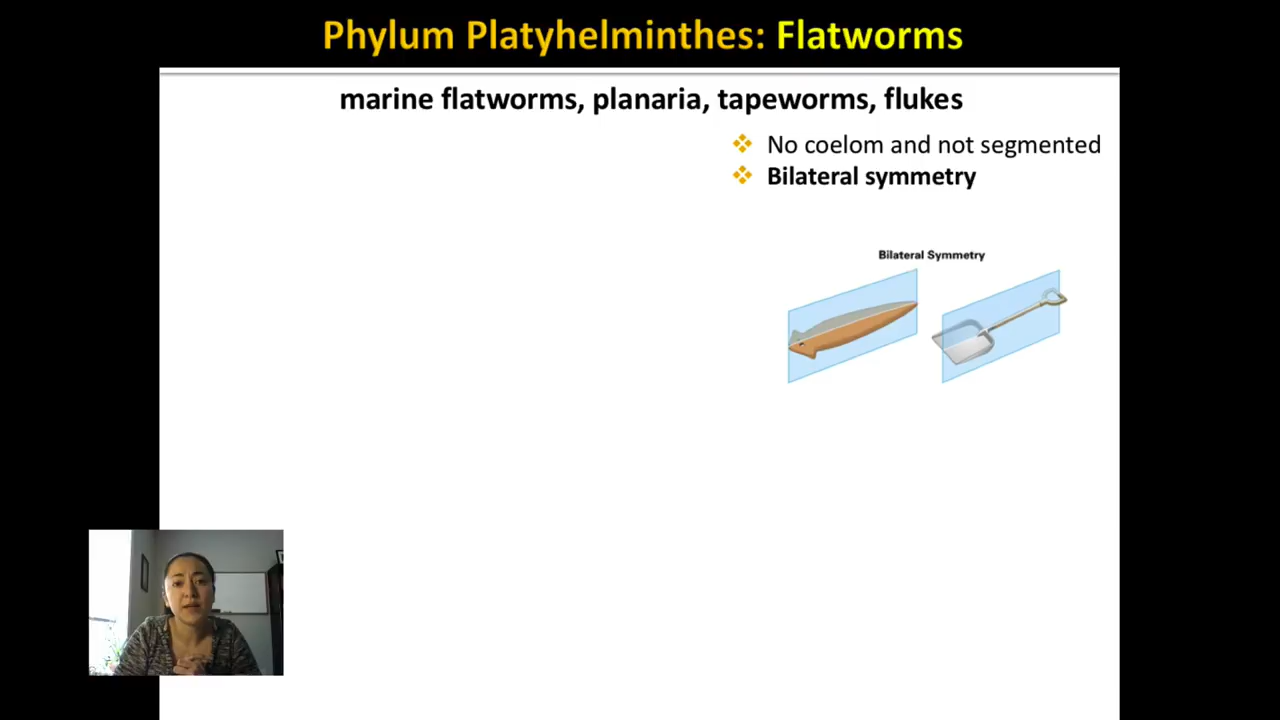 Phylum Platyhelminthes: Flatworms
marine flatworms, planaria, tapeworms, flukes
No coelom and not segmented
Bilateral symmetry
Bilateral Symmetry